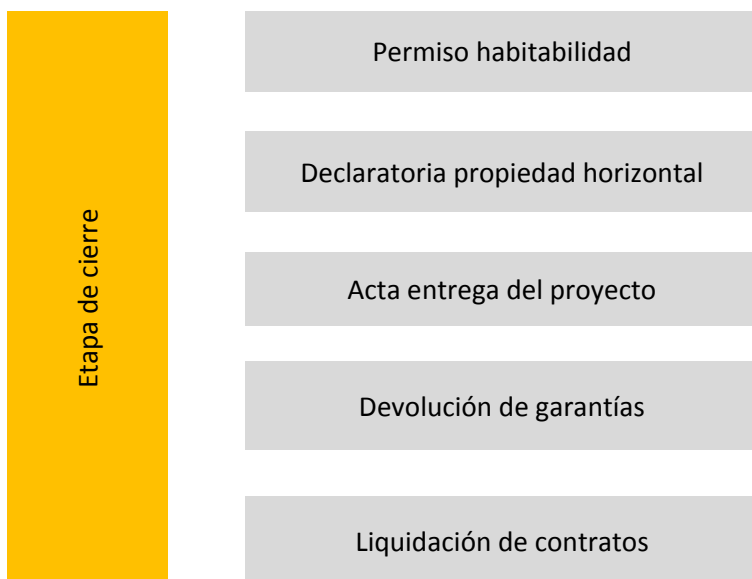 Etapa de cierre
Permiso habitabilidad
Declaratoria propiedad horizontal
Acta entrega del proyecto
Devolución de garantías
Liquidación de contratos